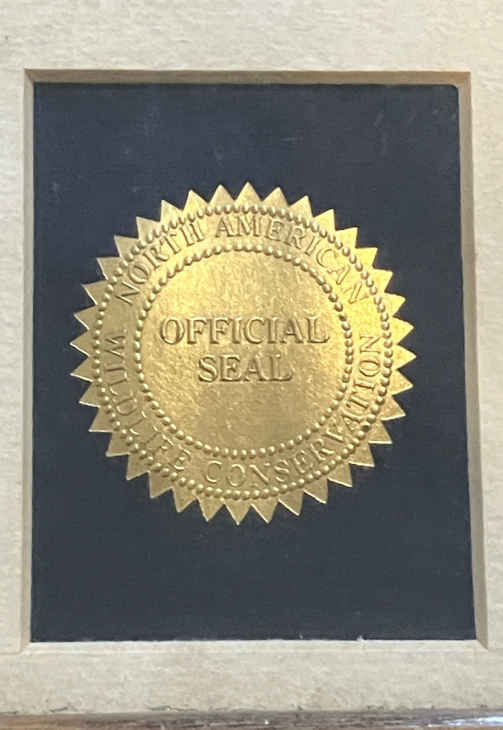 NORTH AMERICAN
WILDLIFE CONSERVATION
OFFICIAL
SEAL